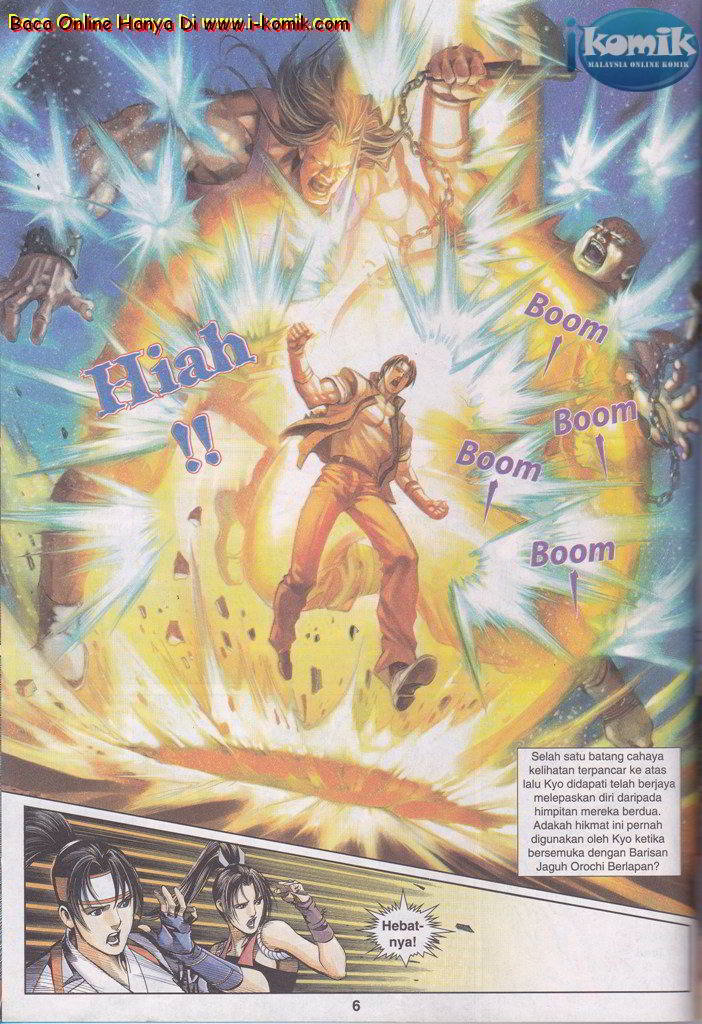 Baca Online Hanya Di www.i-komik.com
ikomik
MALAYSIA ONLINE KOMIK
Hiah
!!
Boom
Boom
Boom
Boom
Selah satu batang cahaya
kelihatan terpancar ke atas
lalu Kyo didapati telah berjaya
melepaskan diri daripada
himpitan mereka berdua.
Adakah hikmat ini pernah
digunakan oleh Kyo ketika
bersemuka dengan Barisan
Jaguh Orochi Berlapan?
Hebat-
nya!
6